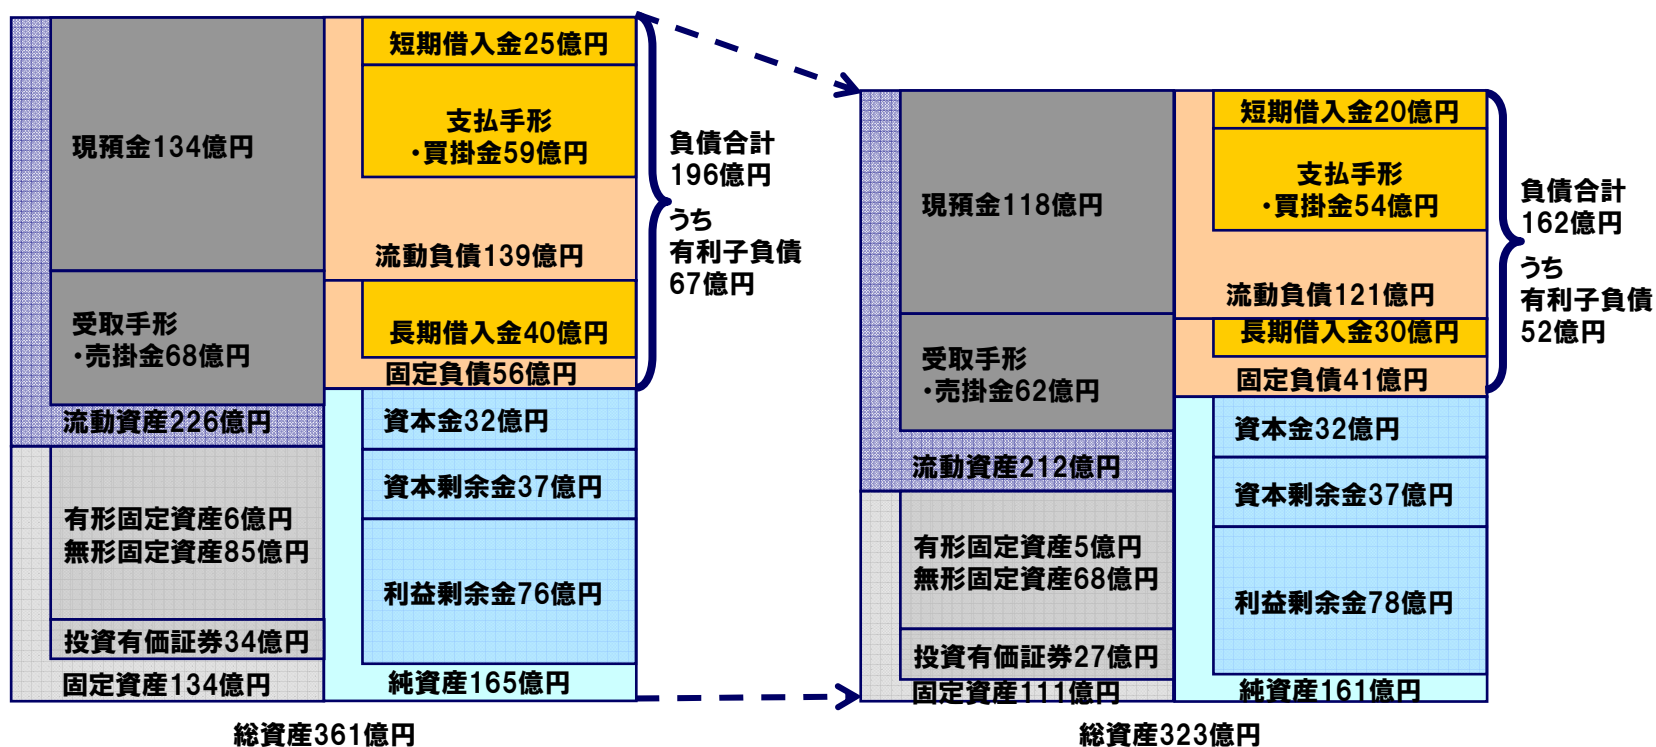 現預金134億円
受取手形
・売掛金68億円
流動資産226億円
有形固定資産6億円
無形固定資産85億円
投資有価証券34億円
固定資産134億円
短期借入金25億円
支払手形
・買掛金59億円
流動負債139億円
長期借入金40億円
固定負債56億円
資本金32億円
資本剰余金37億円
利益剰余金76億円
純資産165億円
負債合計
196億円
うち
有利子負債
67億円
総資産361億円
現預金118億円
受取手形
・売掛金62億円
流動資産212億円
有形固定資産5億円
無形固定資産68億円
投資有価証券27億円
固定資産111億円
短期借入金20億円
支払手形
・買掛金54億円
流動負債121億円
長期借入金30億円
固定負債41億円
資本金32億円
資本剰余金37億円
利益剰余金78億円
純資産161億円
負債合計
162億円
うち
有利子負債
52億円
総資産323億円